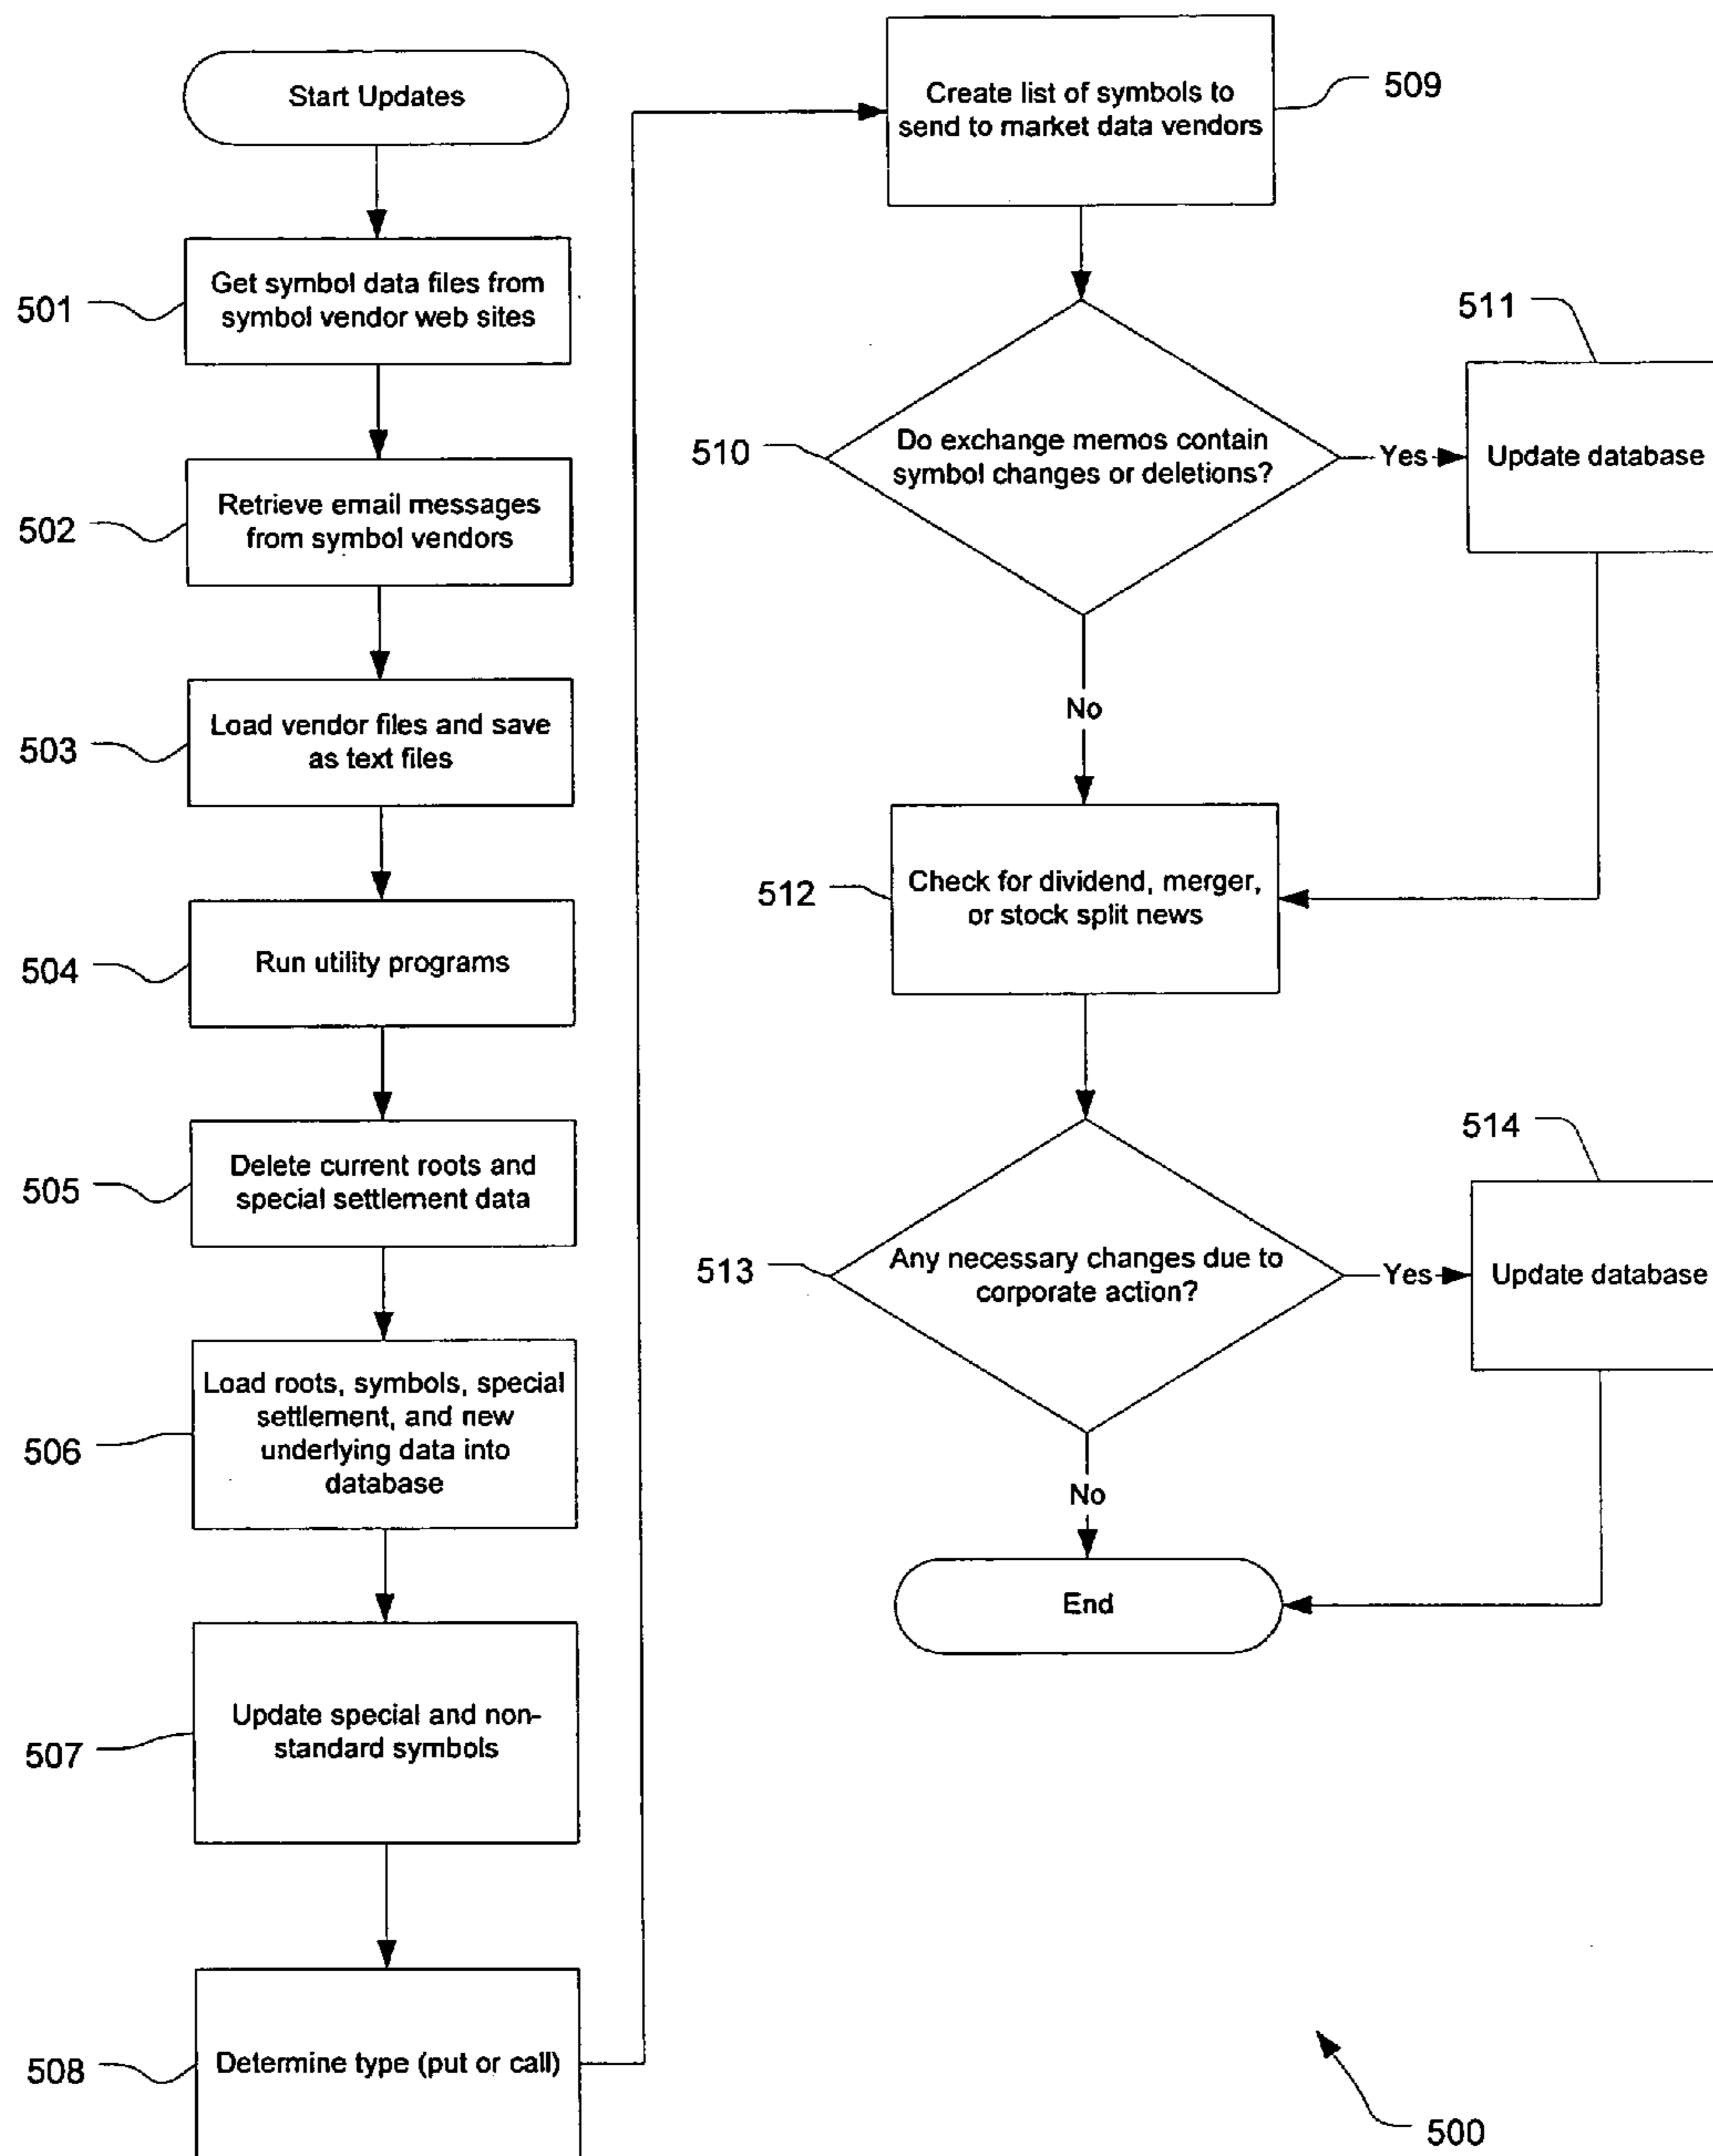 Start Updates
501
Get symbol data files from
symbol vendor web sites
502
Retrieve email messages
from symbol vendors
503
Load vendor files and save
as text files
504
Run utility programs
505
Delete current roots and
special settlement data
506
Load roots, symbols, special
settlement, and new
underlying data into
database
507
Update special and non-
standard symbols
508
Determine type (put or call)
509
Create list of symbols to
send to market data vendors
510
Do exchange memos contain
symbol changes or deletions?
Yes
511
Update database
No
512
Check for dividend, merger,
or stock split news
513
Any necessary changes due to
corporate action?
Yes
514
Update database
No
End
500